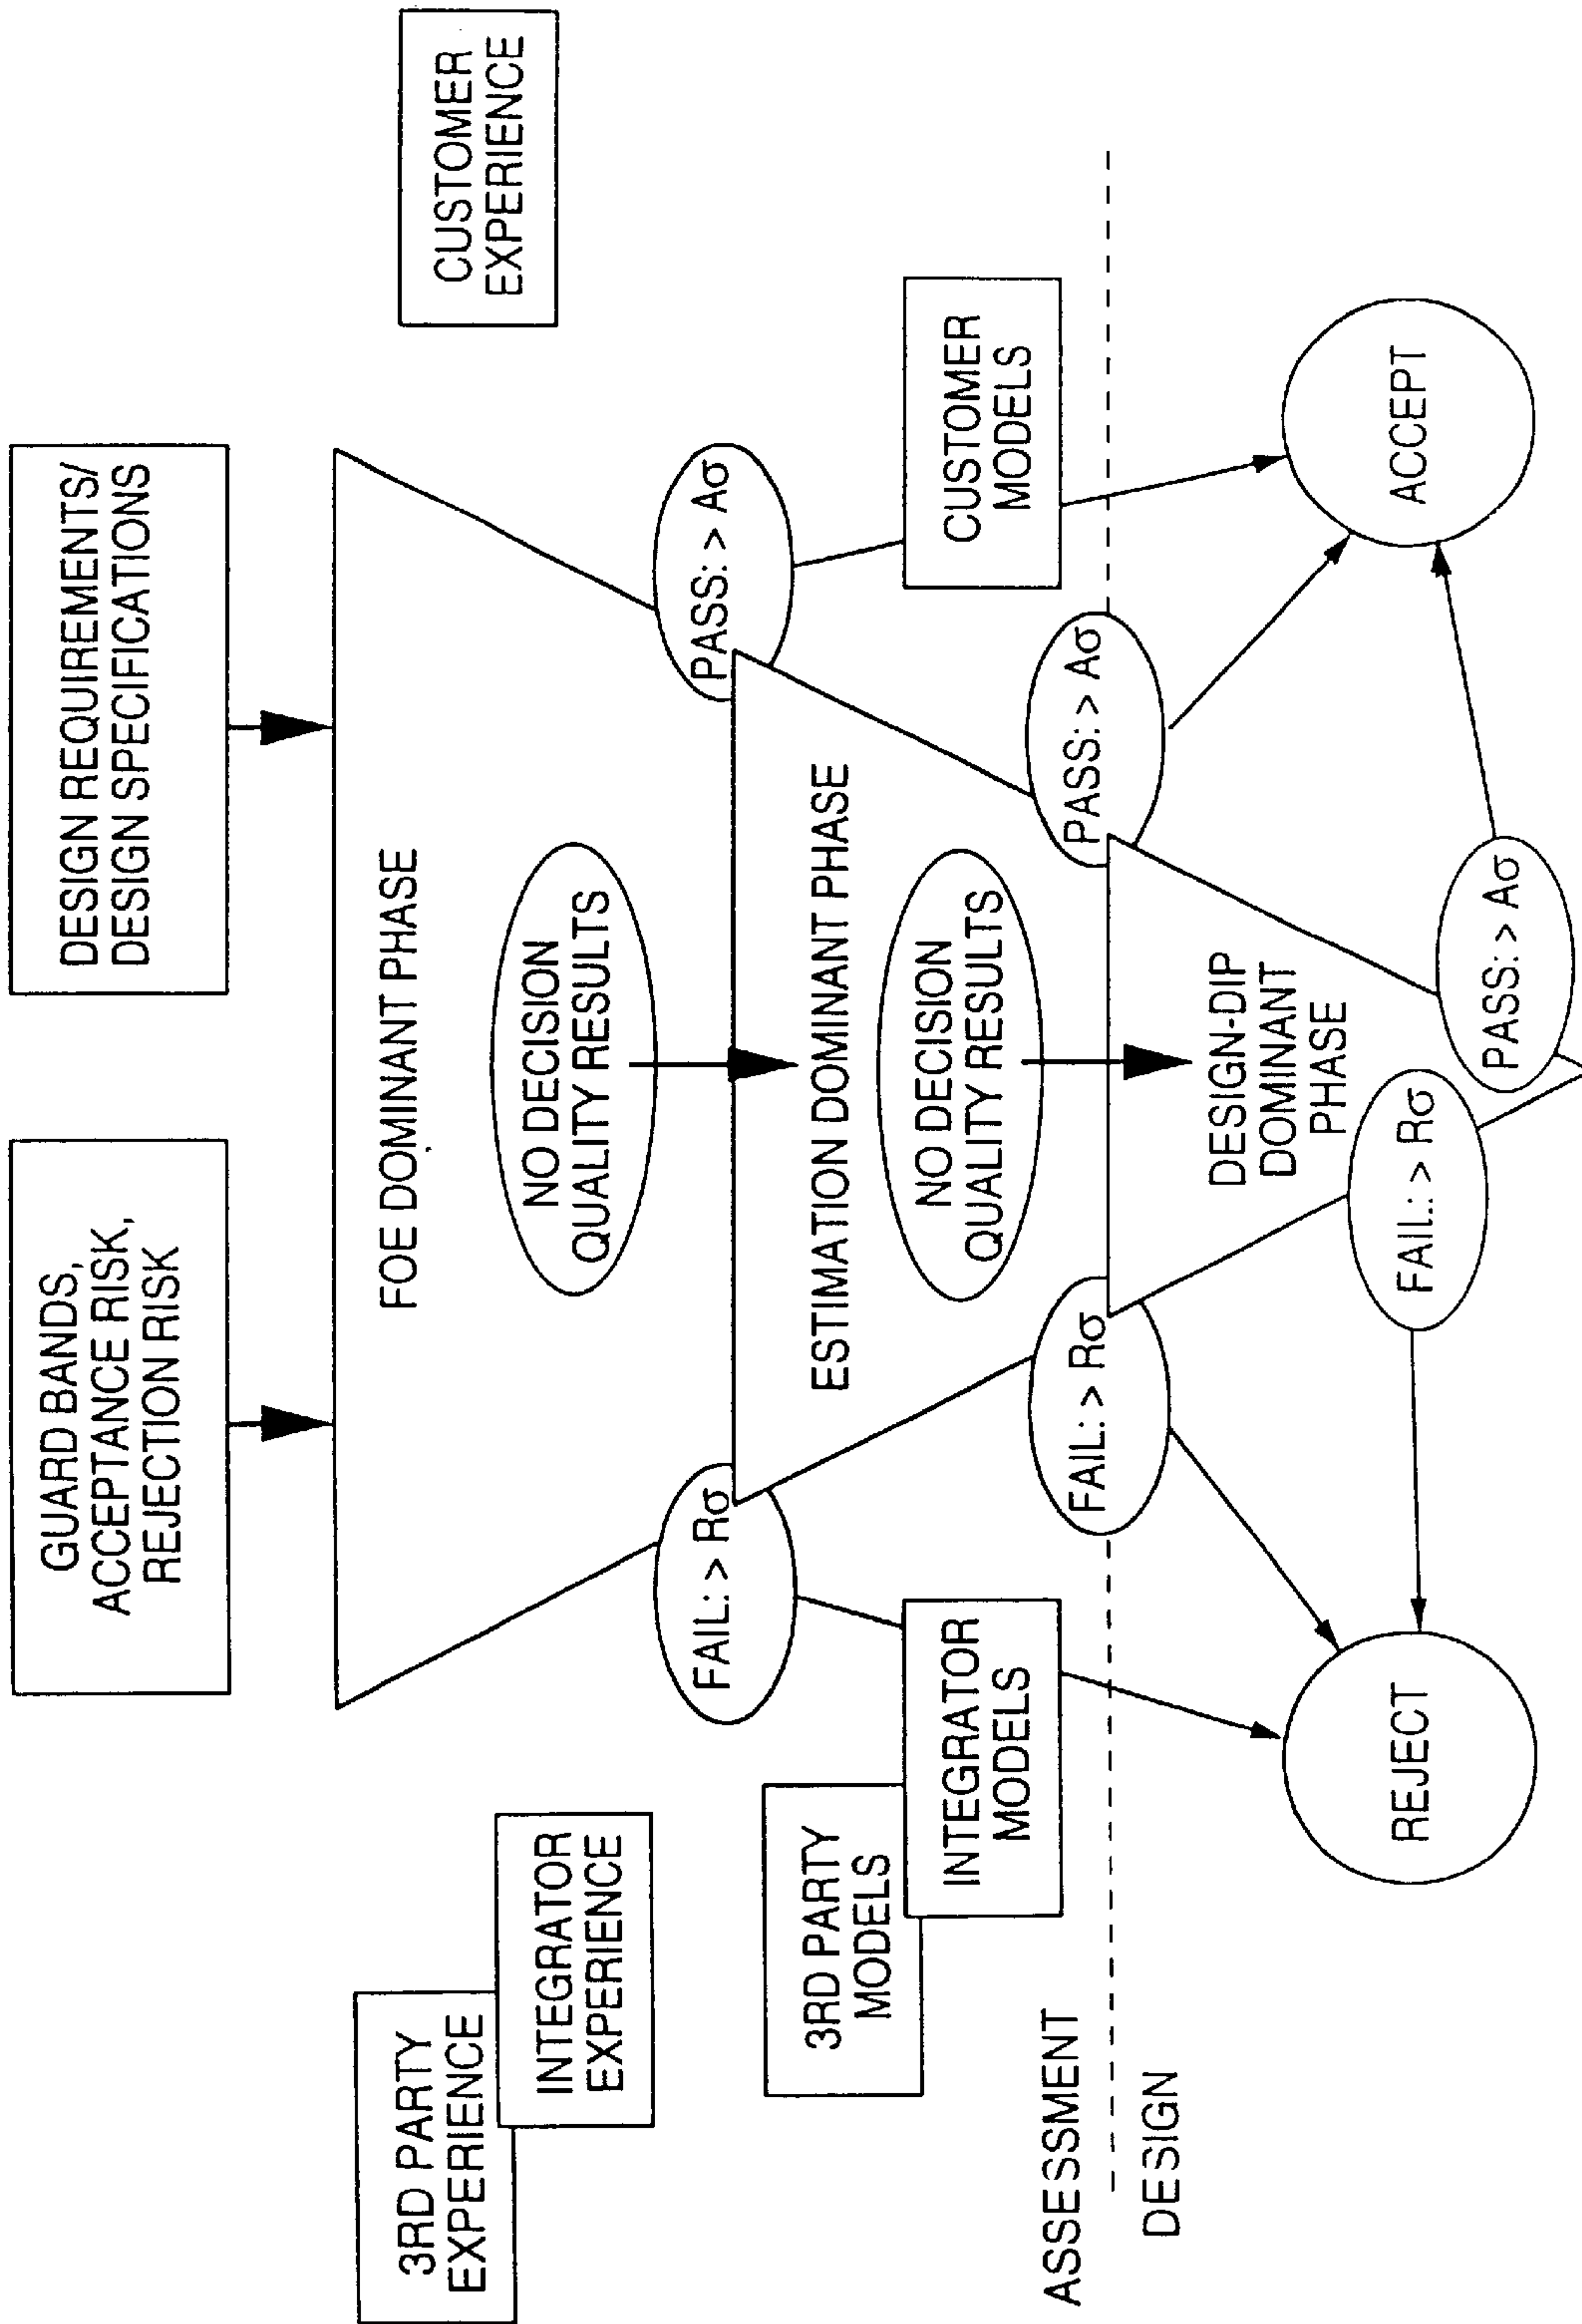 GUARD BANDS,
ACCEPTANCE RISK,
REJECTION RISK
DESIGN REQUIREMENTS/
DESIGN SPECIFICATIONS
3RD PARTY
EXPERIENCE
INTEGRATOR
EXPERIENCE
FOE DOMINANT PHASE
CUSTOMER
EXPERIENCE
NO DECISION
QUALITY RESULTS
FAIL: > Rσ
PASS: > Aσ
3RD PARTY
MODELS
INTEGRATOR
MODELS
ESTIMATION DOMINANT PHASE
CUSTOMER
MODELS
NO DECISION
QUALITY RESULTS
FAIL: > Rσ
PASS: > Aσ
ASSESSMENT
DESIGN
DESIGN-DIP
DOMINANT
PHASE
FAIL: > Rσ
PASS: > Aσ
REJECT
ACCEPT